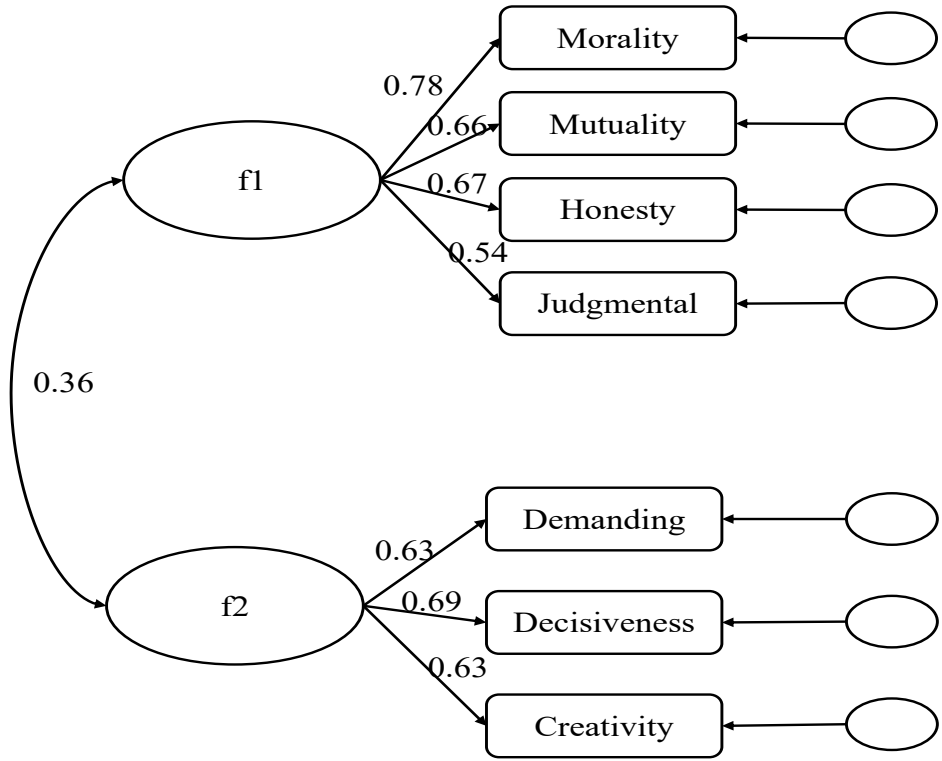 Morality
0.78
0.66
Mutuality
f1
0.67
Honesty
0.54
Judgmental
0.36
Demanding
0.63
f2
0.69
Decisiveness
0.63
Creativity